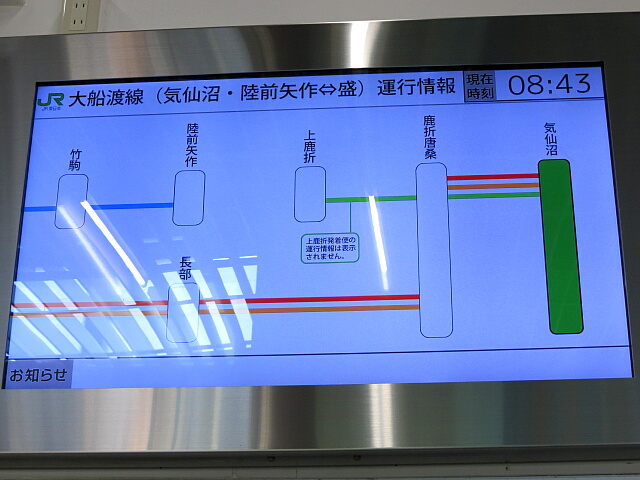 JR 大船渡線（気仙沼・陸前矢作⇔盛）運行情報
現在時刻 08:43
竹駒
陸前矢作
上鹿折
鹿折唐桑
気仙沼
上鹿折発着便の
運行情報は表示
されません。
長部
お知らせ